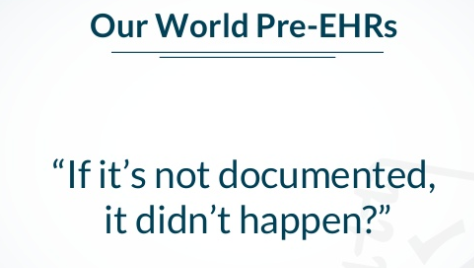 Our World Pre-EHRs
“If it’s not documented,
it didn’t happen?”